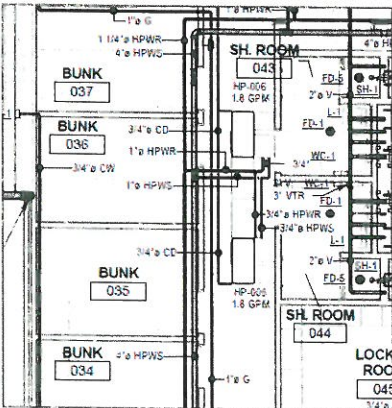 1"ø HPWR
1"ø G
1 1/4"ø HPWR
4"ø HPWS
SH. ROOM
043
BUNK
037
HP-006
1.8 GPM
FD-5
SH-1
2"ø V
L-1
FD-1
BUNK
036
3/4"ø CD
1"ø HPWR
3/4"
WC-1
3/4"ø CW
1"ø HPWS
WC-1
3" VTR
FD-1
3/4"ø HPWR
3/4"ø HPWS
L-1
3/4"ø CD
2"ø V
SH-1
FD-5
BUNK
035
HP-006
1.8 GPM
SH. ROOM
044
BUNK
034
4"ø HPWS
1"ø G
LOCK
ROO
045
3/4"ø